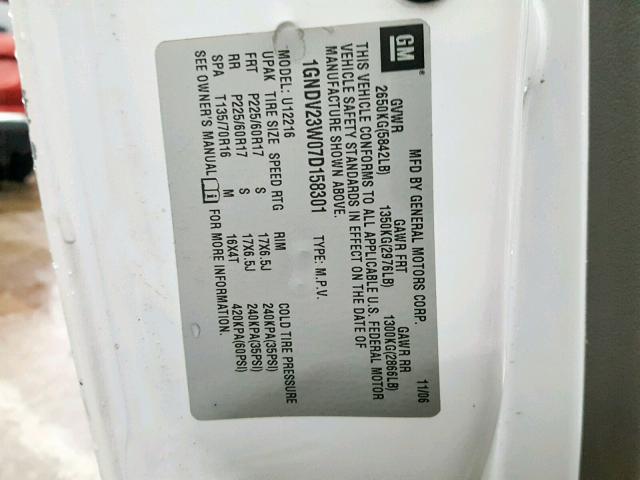 GM
MFD BY GENERAL MOTORS CORP. 11/06
GVWR GAWR FRT GAWR RR
2650KG(5842LB) 1350KG(2976LB) 1300KG(2866LB)
THIS VEHICLE CONFORMS TO ALL APPLICABLE U.S. FEDERAL MOTOR
VEHICLE SAFETY STANDARDS IN EFFECT ON THE DATE OF
MANUFACTURE SHOWN ABOVE.
1GNDV23W07D158301 TYPE: M.P.V.
MODEL: U12216
UPAK TIRE SIZE SPEED RTG RIM COLD TIRE PRESSURE
FRT P225/60R17 S 17X6.5J 240KPA(35PSI)
RR P225/60R17 S 17X6.5J 240KPA(35PSI)
SPA T135/70R16 M 16X4T 420KPA(60PSI)
SEE OWNER'S MANUAL FOR MORE INFORMATION.